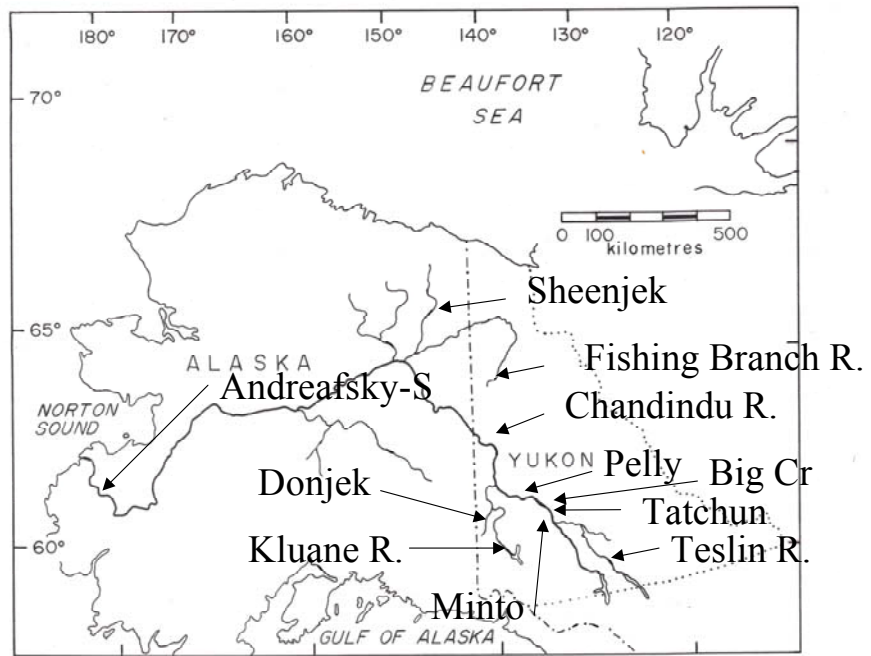 180° 170° 160° 150° 140° 130° 120°
BEAUFORT
SEA
70°
0 100 500
kilometres
Sheenjek
65°
ALASKA
Fishing Branch R.
Andreafsky-S
NORTON
SOUND
Chandindu R.
YUKON
Pelly
Big Cr
Donjek
Tatchun
60°
Kluane R.
Teslin R.
Minto
GULF OF ALASKA